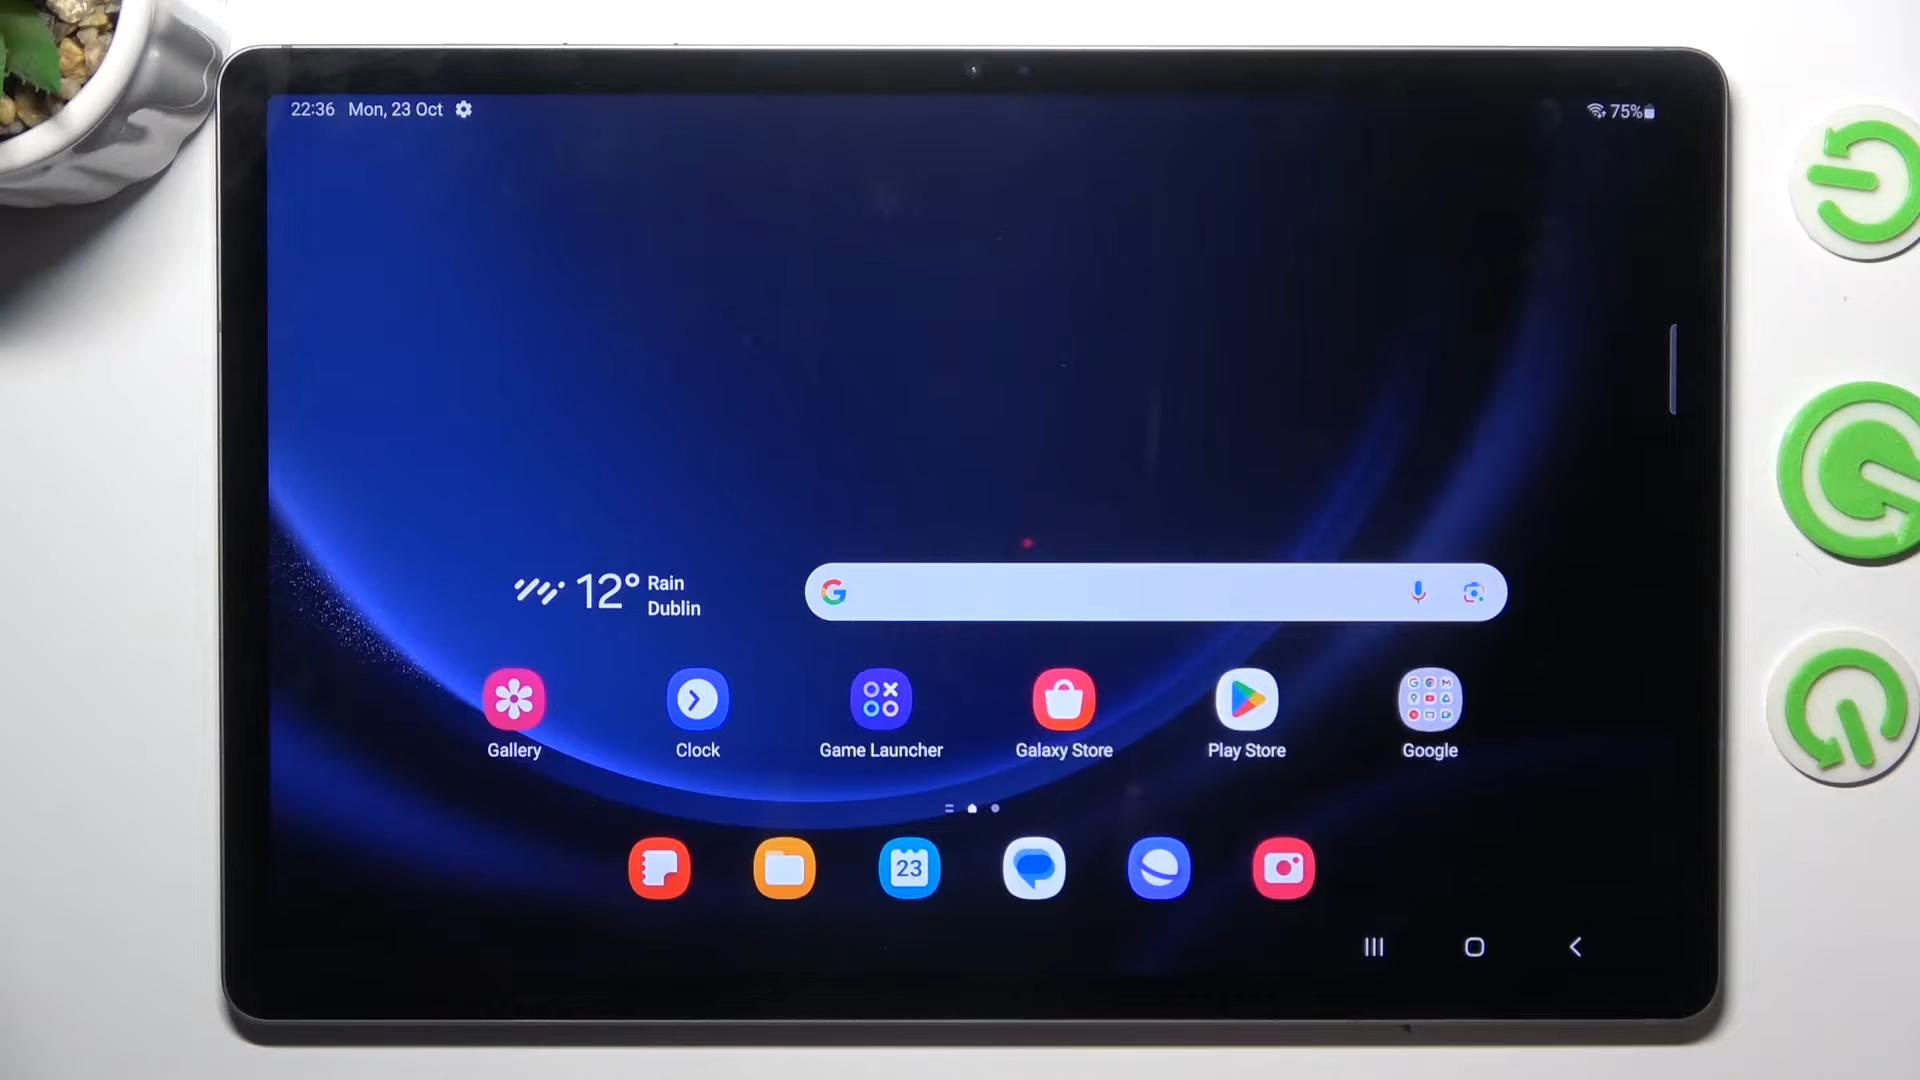 22:36 Mon, 23 Oct
75%
12° Rain
Dublin
G
Gallery Clock Game Launcher Galaxy Store Play Store Google
23